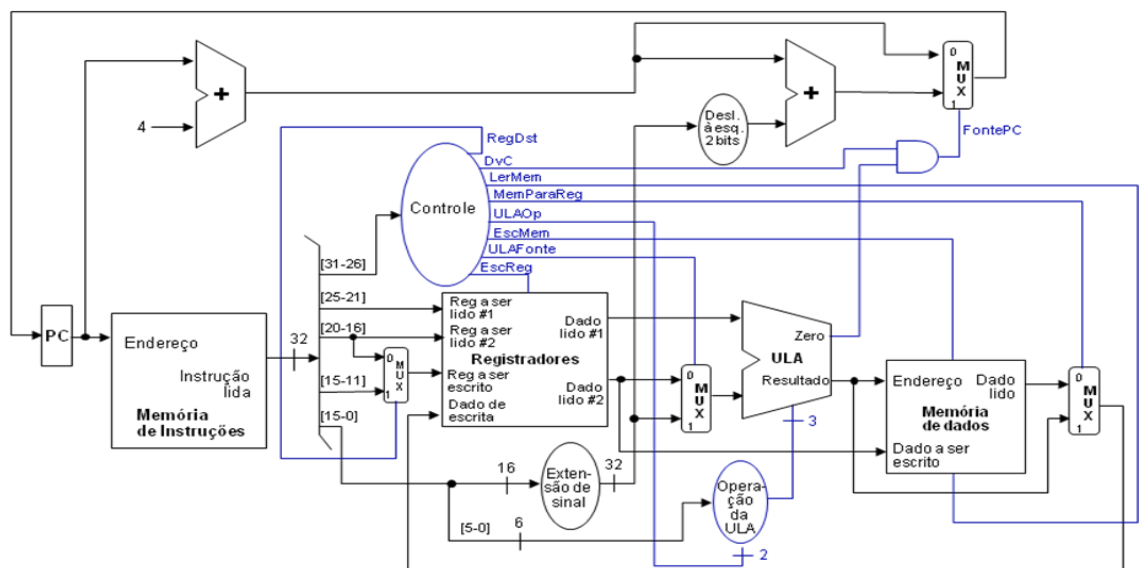 0
M
U
X
1
+
+
4
Desl.
à esq.
2 bits
FontePC
RegDst
DvC
LerMem
MemParaReg
ULAOp
EscMem
ULAFonte
EscReg
Controle
[31-26]
[25-21]
[20-16]
[15-11]
[15-0]
PC
Endereço
Instrução
lida
Memória
de Instruções
32
0
M
U
X
1
Reg a ser
lido #1
Reg a ser
lido #2
Registradores
Reg a ser
escrito
Dado de
escrita
Dado
lido #1
Dado
lido #2
0
M
U
X
1
Zero
ULA
Resultado
3
Endereço
Dado
lido
Memória
de dados
Dado a ser
escrito
0
M
U
X
1
16
Exten-
são de
sinal
32
[5-0]
6
Opera-
ção da
ULA
2